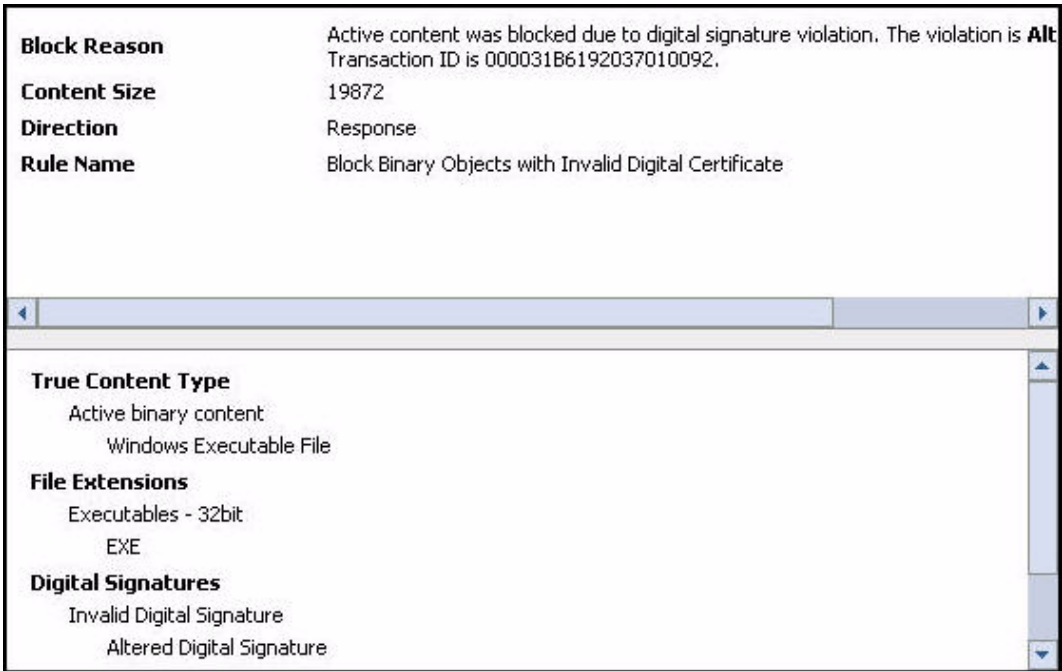 Block Reason Active content was blocked due to digital signature violation. The violation is Alt
Transaction ID is 000031B6192037010092.
Content Size 19872
Direction Response
Rule Name Block Binary Objects with Invalid Digital Certificate
True Content Type
Active binary content
Windows Executable File
File Extensions
Executables - 32bit
EXE
Digital Signatures
Invalid Digital Signature
Altered Digital Signature